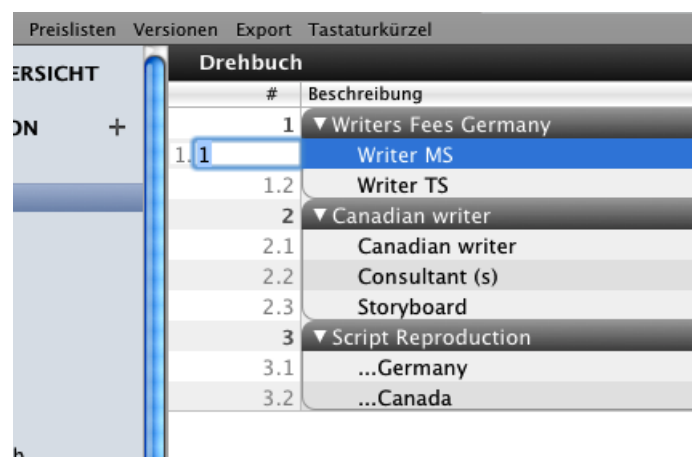 Preislisten Versionen Export Tastaturkürzel
ERSICHT
ON +
Drehbuch
# Beschreibung
1 ▼ Writers Fees Germany
1.1 Writer MS
1.2 Writer TS
2 ▼ Canadian writer
2.1 Canadian writer
2.2 Consultant (s)
2.3 Storyboard
3 ▼ Script Reproduction
3.1 ...Germany
3.2 ...Canada